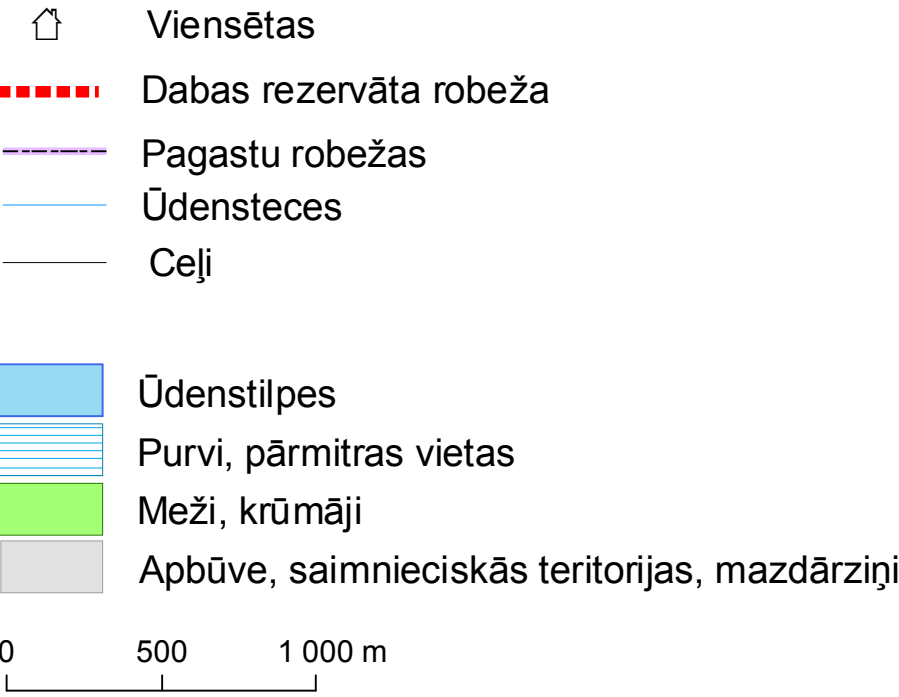 Viensētas
Dabas rezervāta robeža
Pagastu robežas
Ūdensteces
Ceļi
Ūdenstilpes
Purvi, pārmitras vietas
Meži, krūmāji
Apbūve, saimnieciskās teritorijas, mazdārziņi
0 500 1 000 m